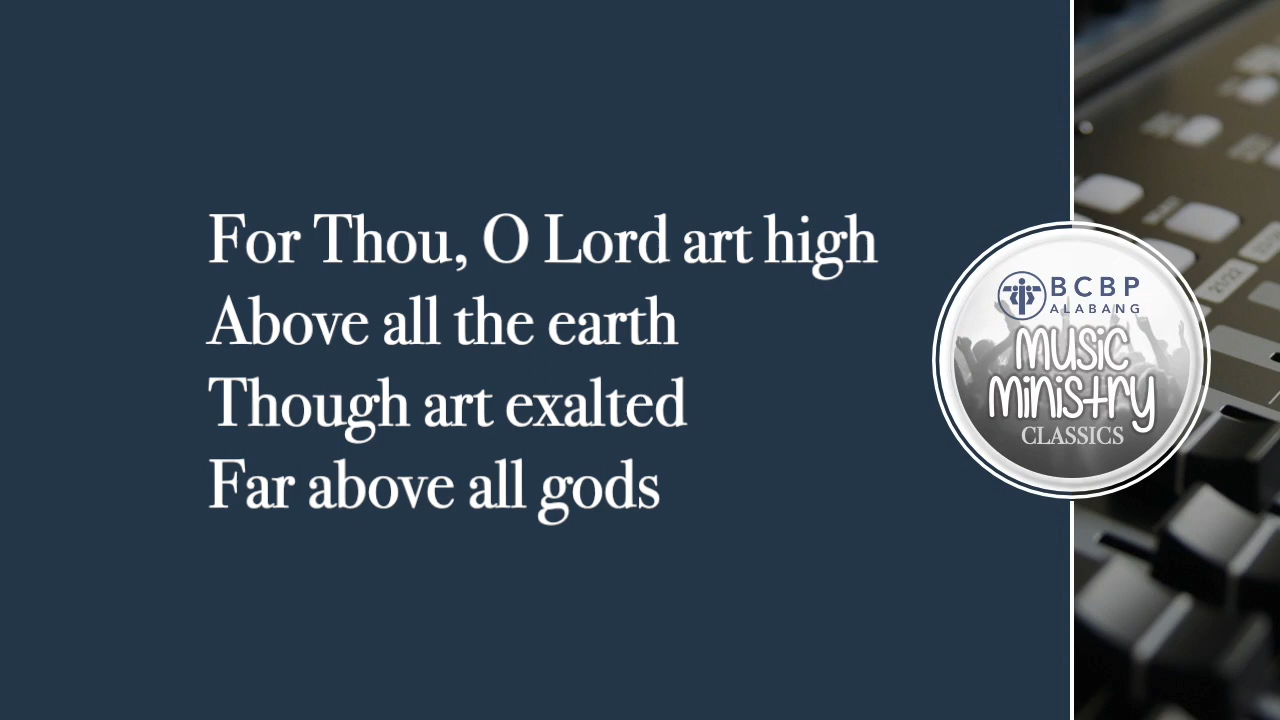 For Thou, O Lord art high
Above all the earth
Though art exalted
Far above all gods
BCBP
ALABANG
music
ministry
CLASSICS